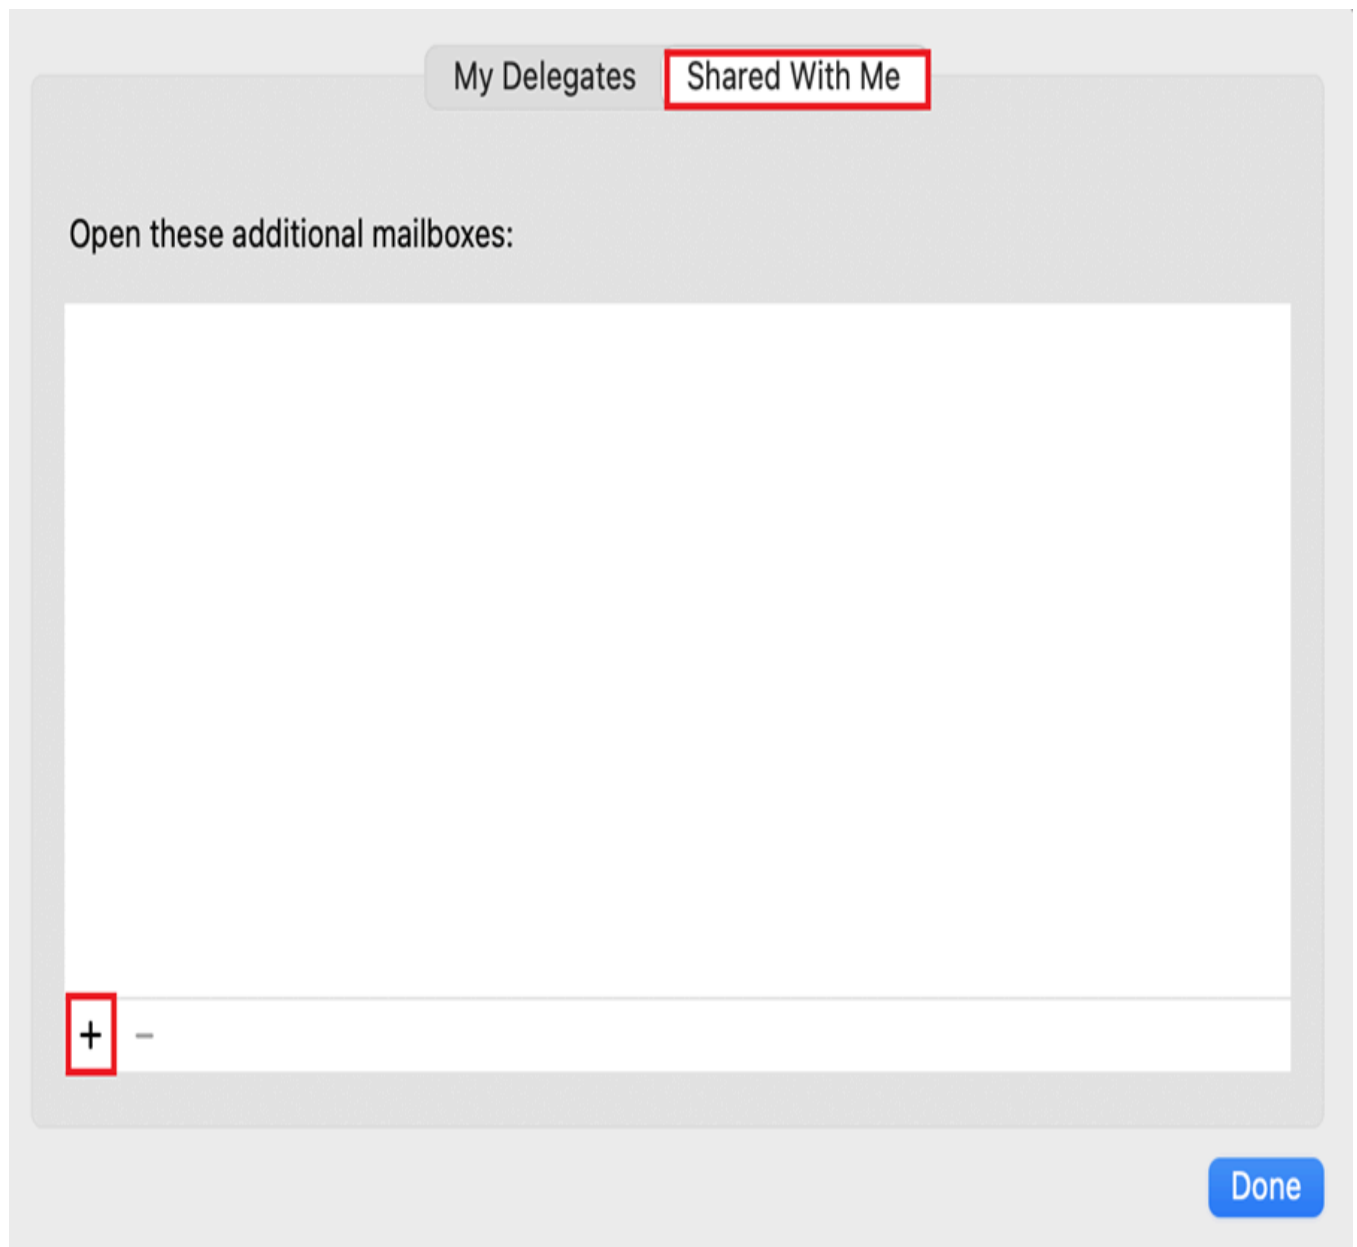 My Delegates Shared With Me
Open these additional mailboxes:
+ −
Done